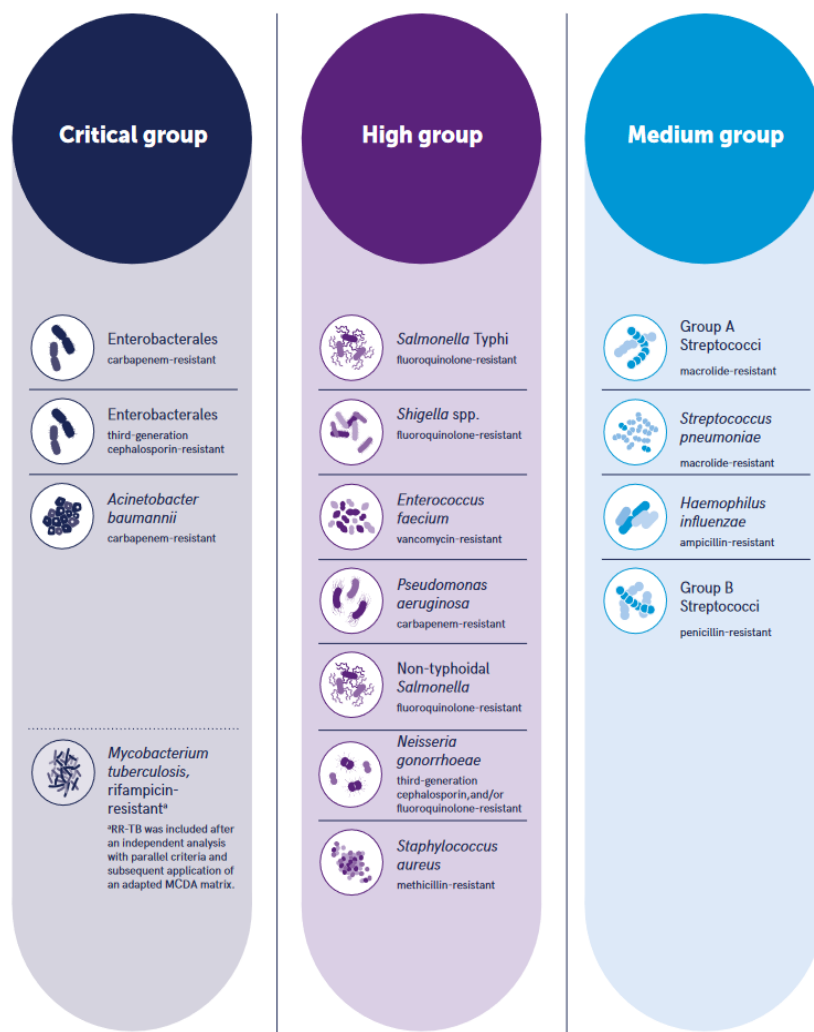 Critical group
Enterobacterales
carbapenem-resistant
Enterobacterales
third-generation
cephalosporin-resistant
Acinetobacter
baumannii
carbapenem-resistant
Mycobacterium
tuberculosis,
rifampicin-
resistantᵃ
ᵃRR-TB was included after
an independent analysis
with parallel criteria and
subsequent application of
an adapted MCDA matrix.
High group
Salmonella Typhi
fluoroquinolone-resistant
Shigella spp.
fluoroquinolone-resistant
Enterococcus
faecium
vancomycin-resistant
Pseudomonas
aeruginosa
carbapenem-resistant
Non-typhoidal
Salmonella
fluoroquinolone-resistant
Neisseria
gonorrhoeae
third-generation
cephalosporin,and/or
fluoroquinolone-resistant
Staphylococcus
aureus
methicillin-resistant
Medium group
Group A
Streptococci
macrolide-resistant
Streptococcus
pneumoniae
macrolide-resistant
Haemophilus
influenzae
ampicillin-resistant
Group B
Streptococci
penicillin-resistant